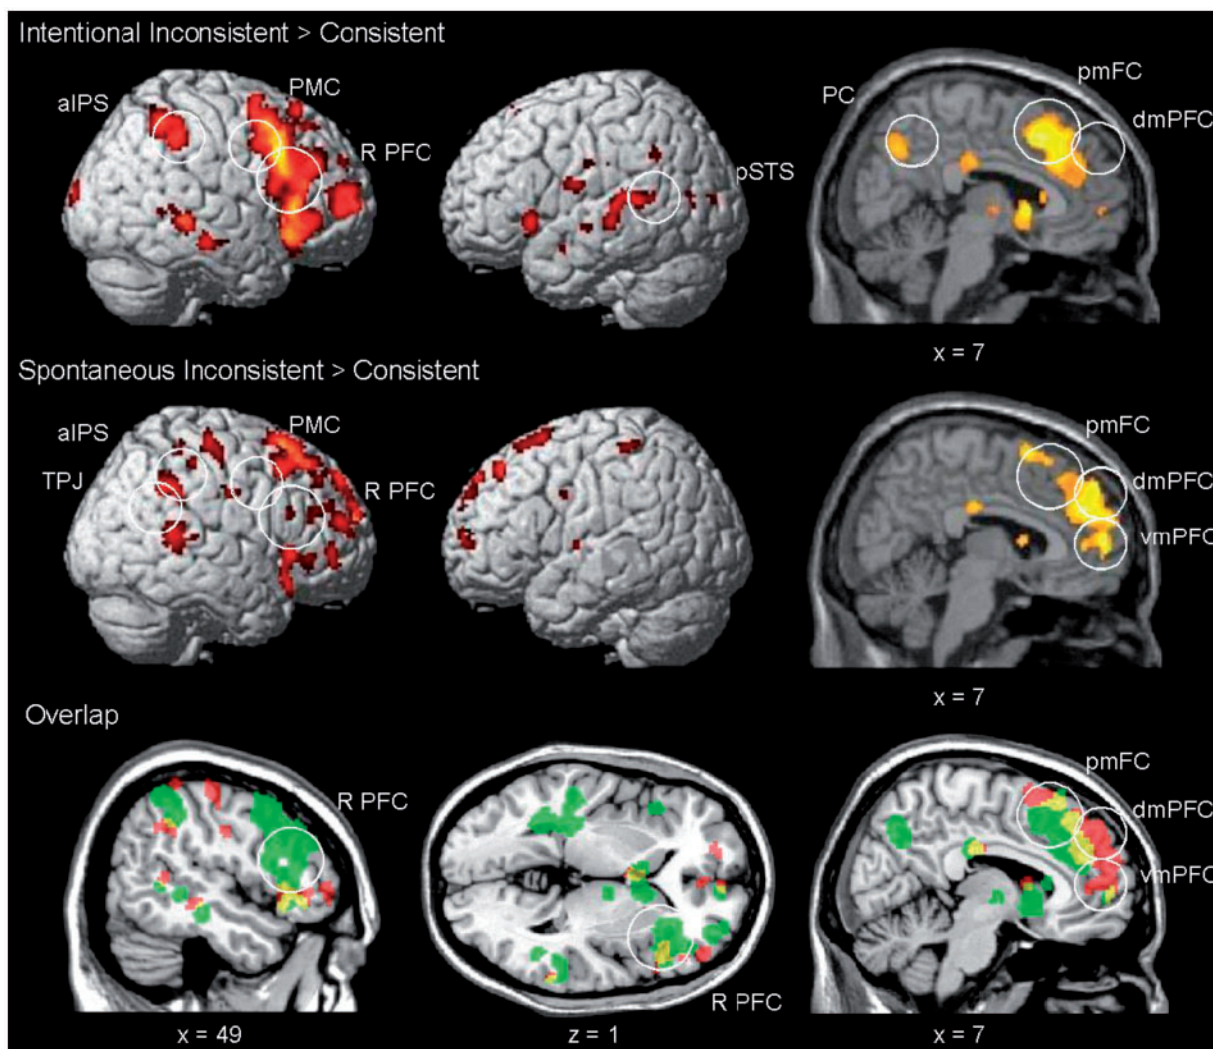 Intentional Inconsistent > Consistent
aIPS
PMC
R PFC
pSTS
PC
pmFC
dmPFC
x = 7
Spontaneous Inconsistent > Consistent
aIPS
TPJ
PMC
R PFC
pmFC
dmPFC
vmPFC
x = 7
Overlap
R PFC
x = 49
R PFC
z = 1
pmFC
dmPFC
vmPFC
x = 7